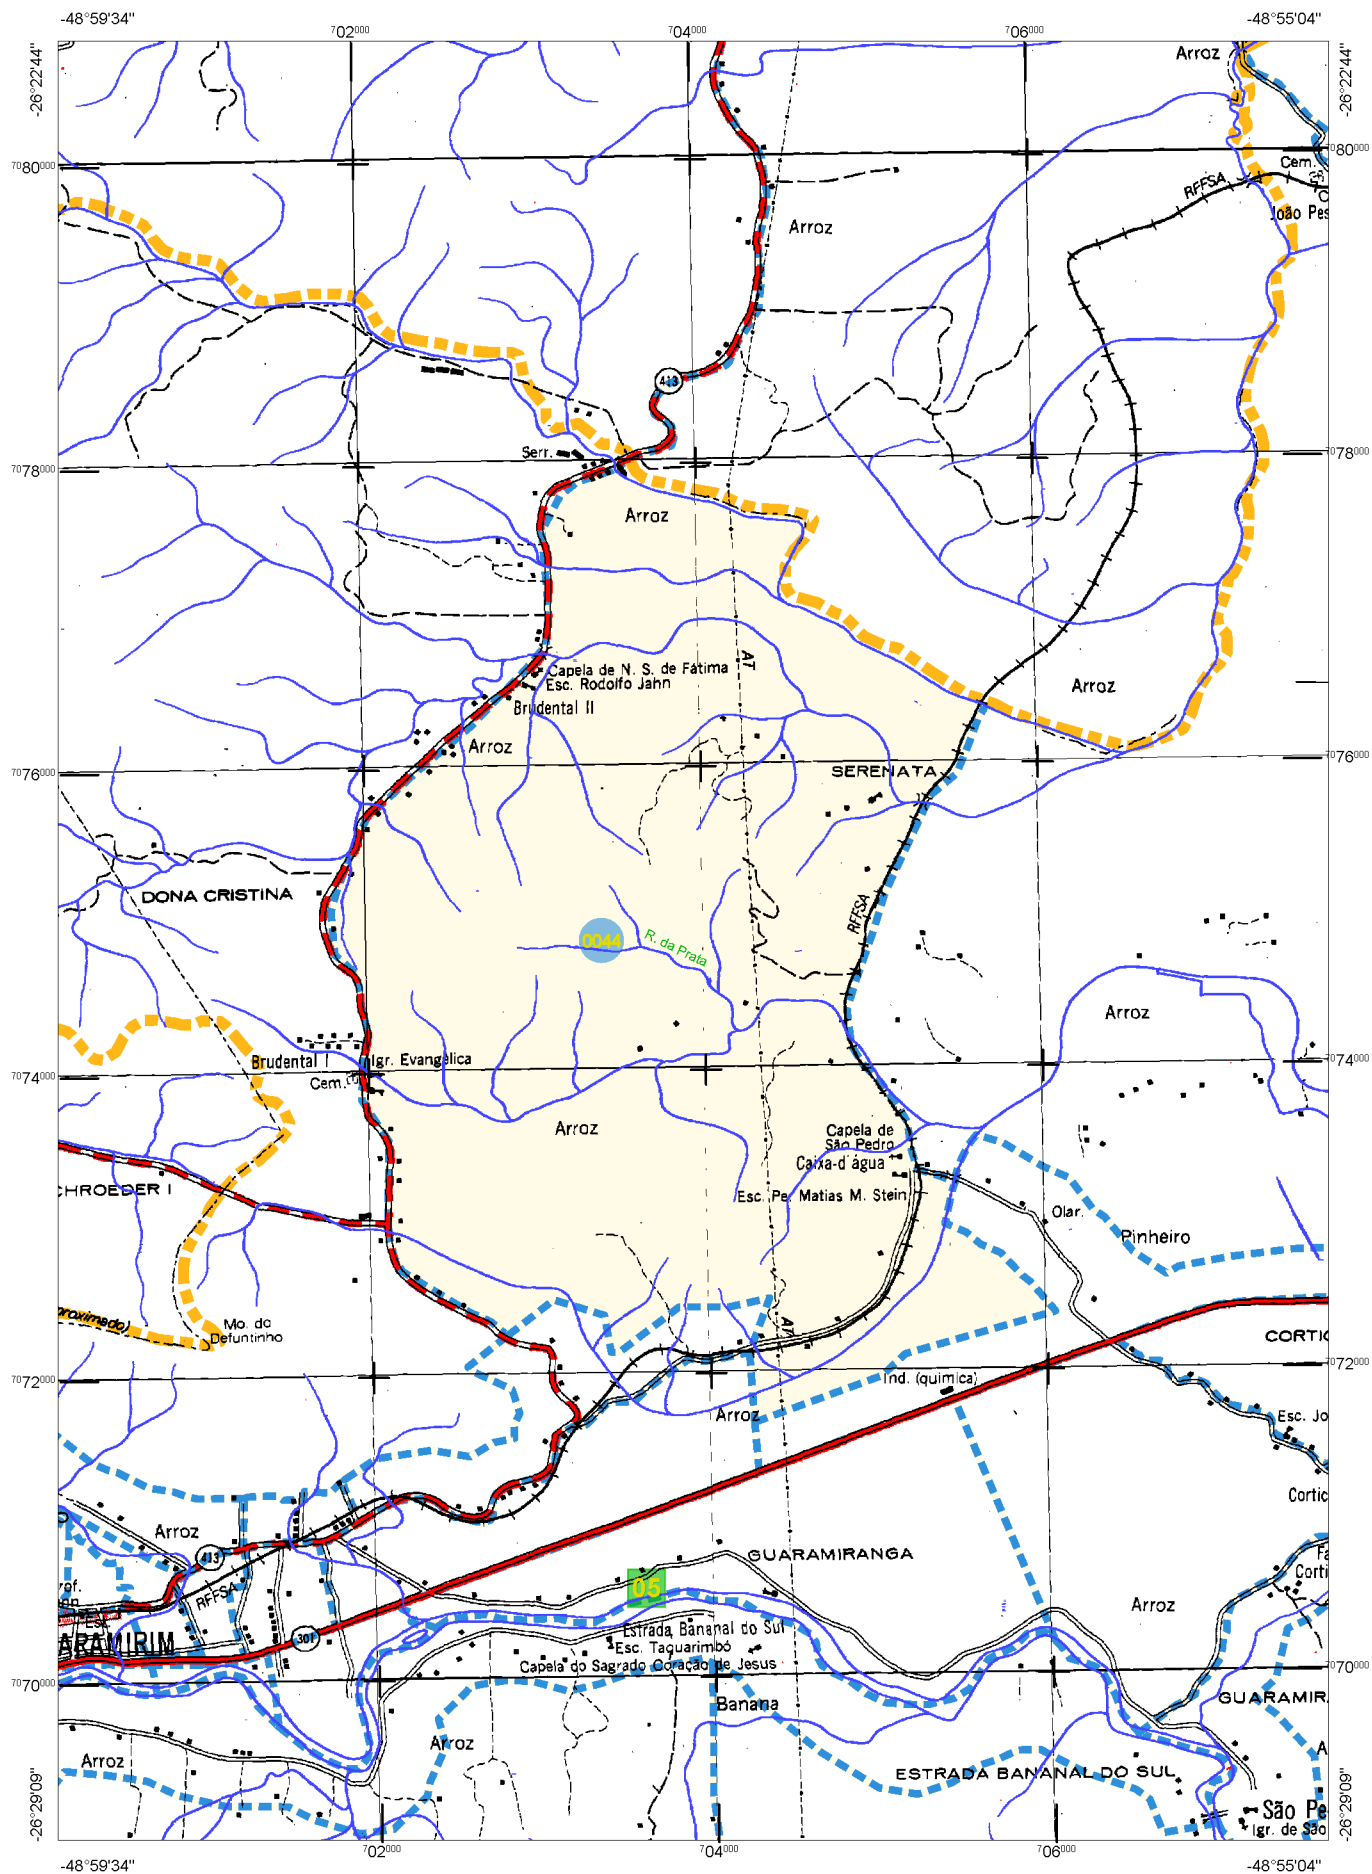 -48°59'34"
-48°55'04"
702000
704000
706000
-26°22'44"
-26°22'44"
Arroz
7080000
7080000
Cem.
RFFSA
João Pes
Arroz
413
Serr.
7078000
7078000
Arroz
AT
Capela de N. S. de Fátima
Esc. Rodolfo Jahn
Arroz
Brudental II
Arroz
7076000
7076000
SERENATA
DONA CRISTINA
RFFSA
0044
R. da Prata
Arroz
Brudental I
Igr. Evangélica
7074000
7074000
Cem.
Arroz
Capela de
São Pedro
Caixa-d'água
CHROEDER I
Esc. Pe. Matias M. Stein
Olar.
Pinheiro
proximado)
Mo. do
Defuntinho
AT
CORTIC
7072000
7072000
Ind. (química)
Arroz
Esc. Jo
Cortic
Arroz
413
GUARAMIRANGA
Corti
RFFSA
05
Arroz
Esc.
ARAMIRIM
301
Estrada Bananal do Sul
Esc. Taquarimbó
Capela do Sagrado Coração de Jesus
7070000
7070000
Banana
GUARAMIR
Arroz
Arroz
ESTRADA BANANAL DO SUL
São Pe
Igr. de São
-26°29'09"
-26°29'09"
702000
704000
706000
-48°59'34"
-48°55'04"